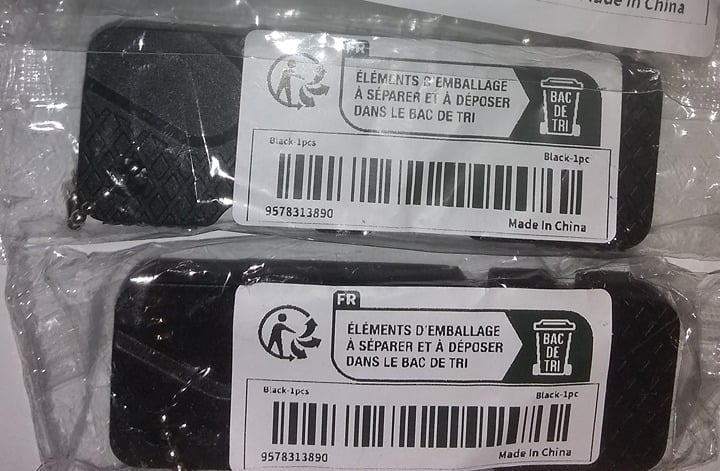 Made In China
FR
ÉLÉMENTS D'EMBALLAGE
À SÉPARER ET À DÉPOSER
DANS LE BAC DE TRI
BAC
DE
TRI
Black-1pcs
Black-1pc
9578313890
Made In China
FR
ÉLÉMENTS D'EMBALLAGE
À SÉPARER ET À DÉPOSER
DANS LE BAC DE TRI
BAC
DE
TRI
Black-1pcs
Black-1pc
9578313890
Made In China